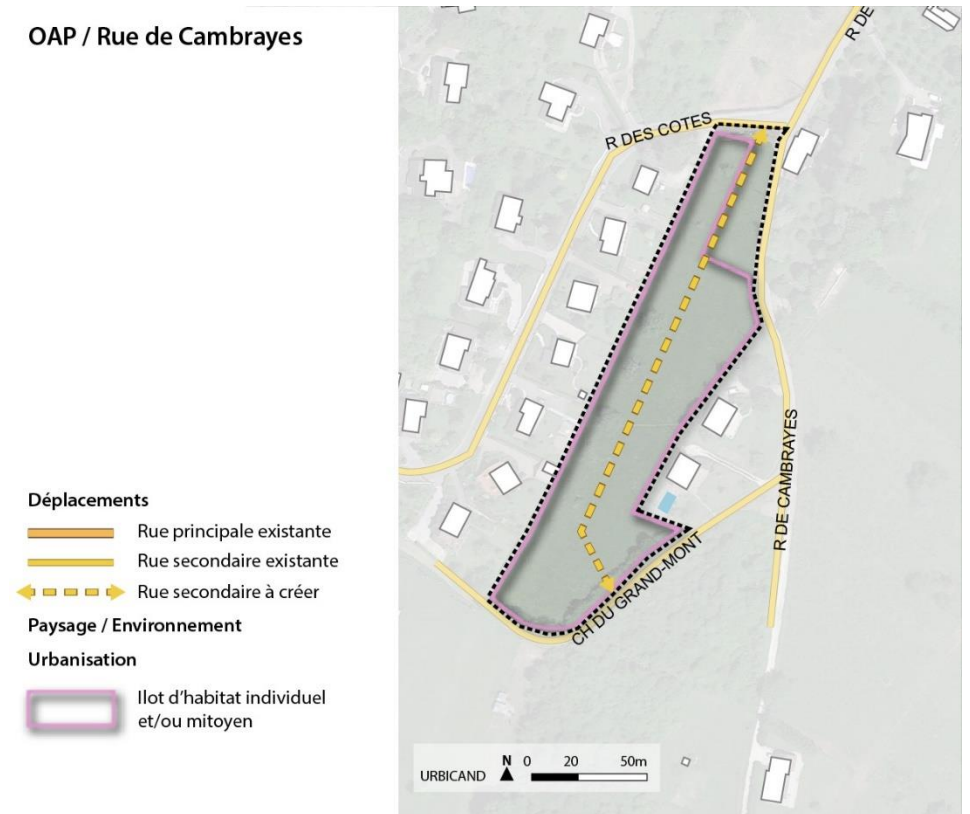 OAP / Rue de Cambrayes
R DE
R DES COTES
R DE CAMBRAYES
CH DU GRAND-MONT
Déplacements
Rue principale existante
Rue secondaire existante
Rue secondaire à créer
Paysage / Environnement
Urbanisation
Ilot d'habitat individuel
et/ou mitoyen
URBICAND N 0 20 50m